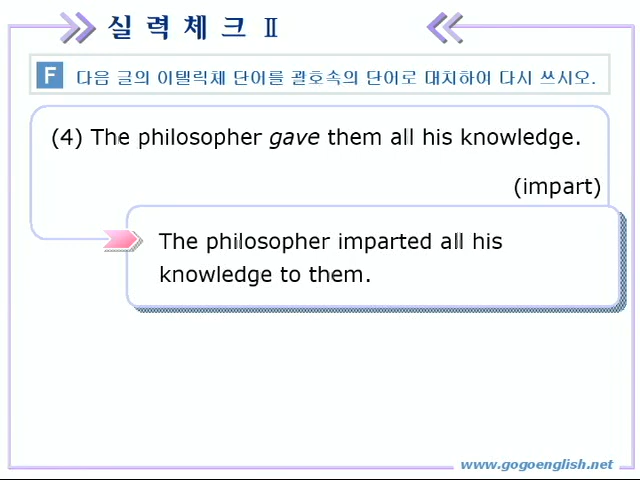 실 력 체 크 Ⅱ
F 다음 글의 이탤릭체 단어를 괄호속의 단어로 대치하여 다시 쓰시오.
(4) The philosopher gave them all his knowledge.
(impart)
The philosopher imparted all his
knowledge to them.
www.gogoenglish.net